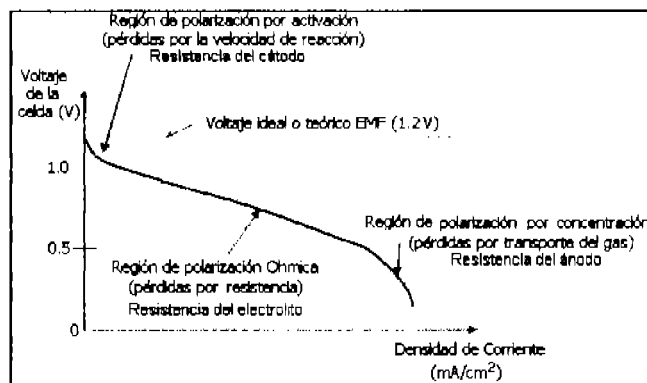 Región de polarización por activación
(pérdidas por la velocidad de reacción)
Resistencia del cátodo
Voltaje
de la
celda (V)
Voltaje ideal o teórico EMF (1.2 V)
1.0
Región de polarización por concentración
(pérdidas por transporte del gas)
Resistencia del ánodo
0.5
Región de polarización Ohmica
(pérdidas por resistencia)
Resistencia del electrolito
0
Densidad de Corriente
(mA/cm²)